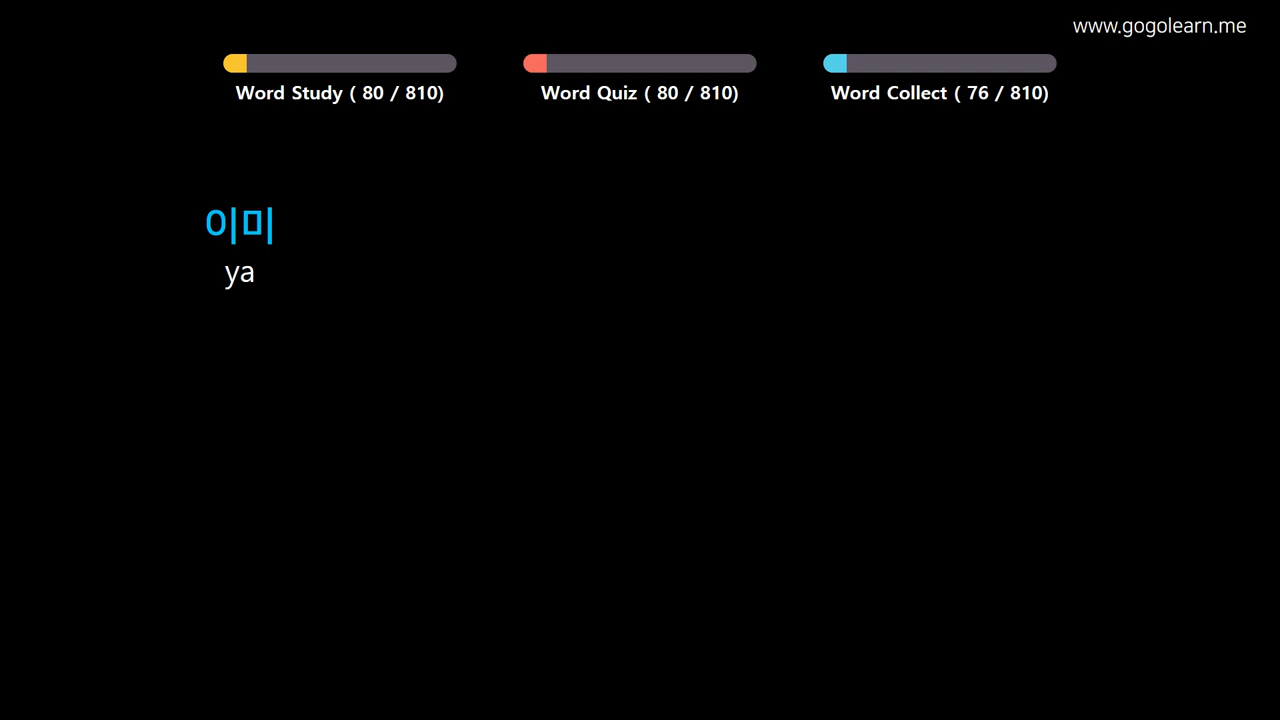 www.gogolearn.me
Word Study ( 80 / 810)
Word Quiz ( 80 / 810)
Word Collect ( 76 / 810)
이미
ya